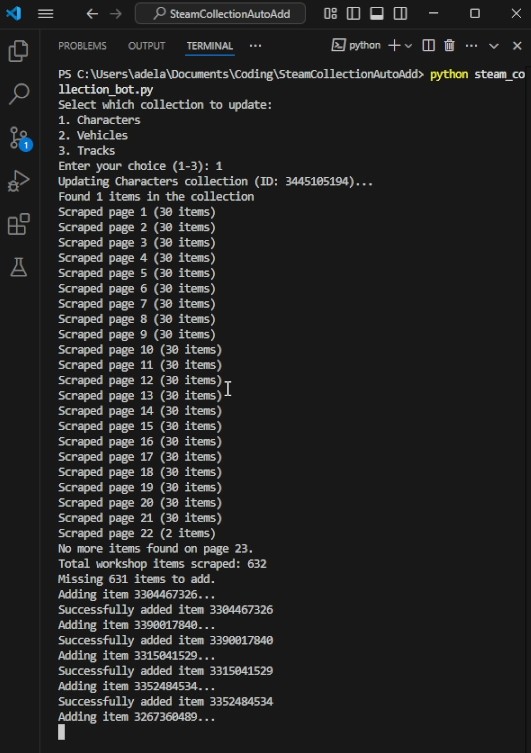 SteamCollectionAutoAdd
PROBLEMS OUTPUT TERMINAL ··· python
PS C:\Users\adela\Documents\Coding\SteamCollectionAutoAdd> python steam_co
llection_bot.py
Select which collection to update:
1. Characters
2. Vehicles
3. Tracks
Enter your choice (1-3): 1
Updating Characters collection (ID: 3445105194)...
Found 1 items in the collection
Scraped page 1 (30 items)
Scraped page 2 (30 items)
Scraped page 3 (30 items)
Scraped page 4 (30 items)
Scraped page 5 (30 items)
Scraped page 6 (30 items)
Scraped page 7 (30 items)
Scraped page 8 (30 items)
Scraped page 9 (30 items)
Scraped page 10 (30 items)
Scraped page 11 (30 items)
Scraped page 12 (30 items)
Scraped page 13 (30 items)
Scraped page 14 (30 items)
Scraped page 15 (30 items)
Scraped page 16 (30 items)
Scraped page 17 (30 items)
Scraped page 18 (30 items)
Scraped page 19 (30 items)
Scraped page 20 (30 items)
Scraped page 21 (30 items)
Scraped page 22 (2 items)
No more items found on page 23.
Total workshop items scraped: 632
Missing 631 items to add.
Adding item 3304467326...
Successfully added item 3304467326
Adding item 3390017840...
Successfully added item 3390017840
Adding item 3315041529...
Successfully added item 3315041529
Adding item 3352484534...
Successfully added item 3352484534
Adding item 3267360489...
1